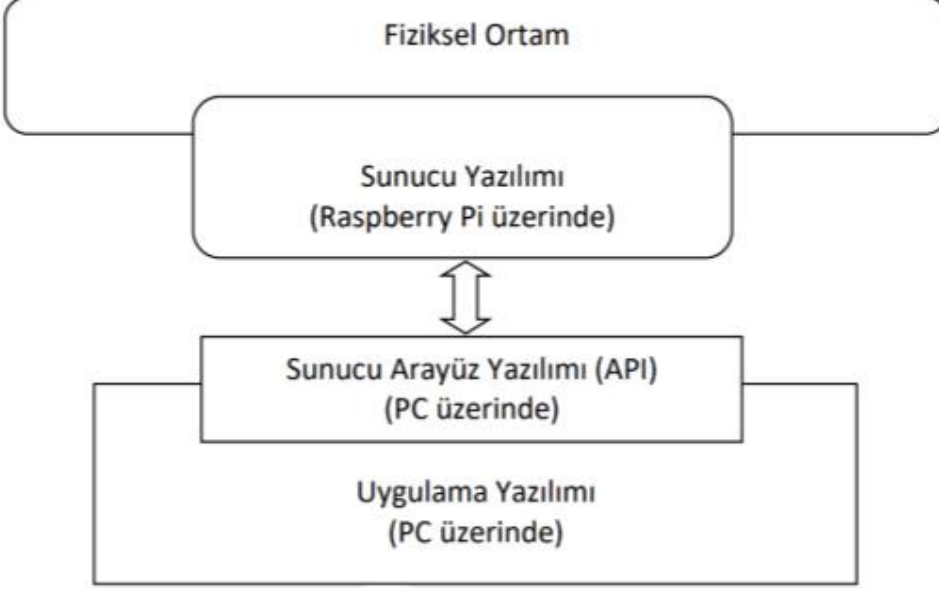 Fiziksel Ortam
Sunucu Yazılımı
(Raspberry Pi üzerinde)
Sunucu Arayüz Yazılımı (API)
(PC üzerinde)
Uygulama Yazılımı
(PC üzerinde)